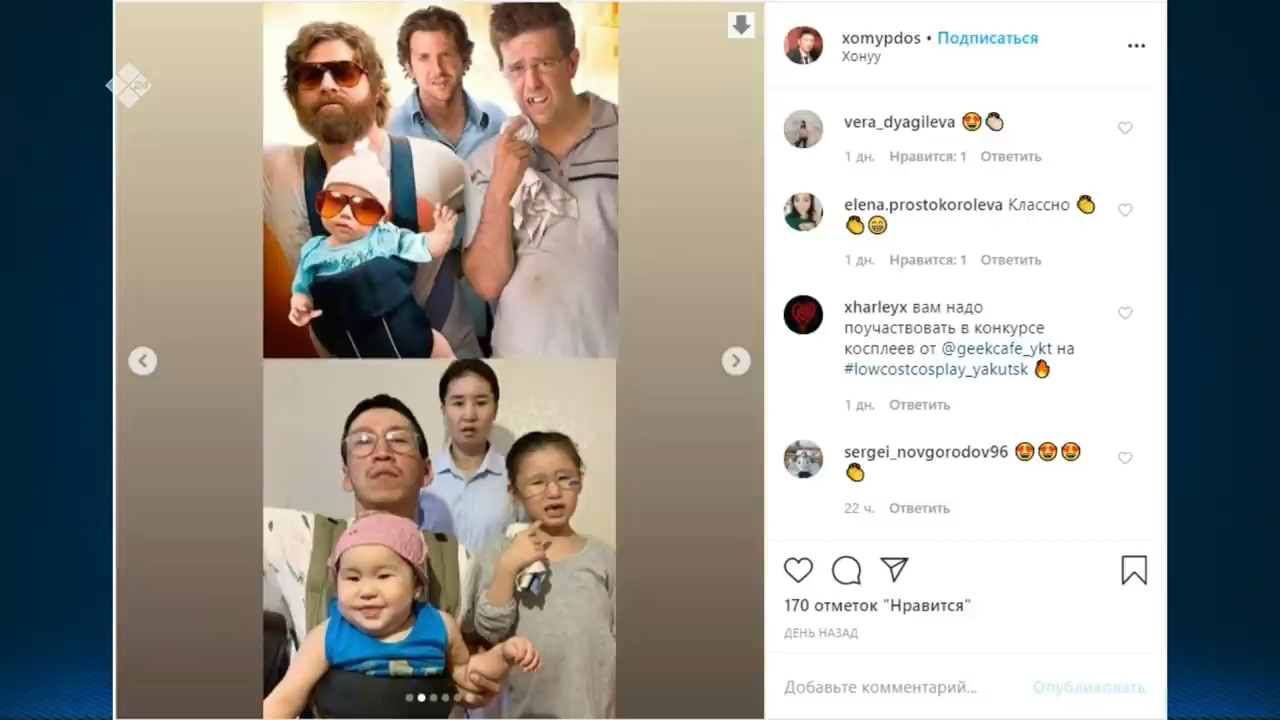 xomypdos • Подписаться
Хонуу
vera_dyagileva 😍👏🏻
1 дн. Нравится: 1 Ответить
elena.prostokoroleva Классно 👏
👏😁
1 дн. Нравится: 1 Ответить
xharleyx вам надо
поучаствовать в конкурсе
косплеев от @geekcafe_ykt на
#lowcostcosplay_yakutsk 🔥
1 дн. Ответить
sergei_novgorodov96 😍😍😍
👏
22 ч. Ответить
170 отметок "Нравится"
ДЕНЬ НАЗАД
Добавьте комментарий... Опубликовать